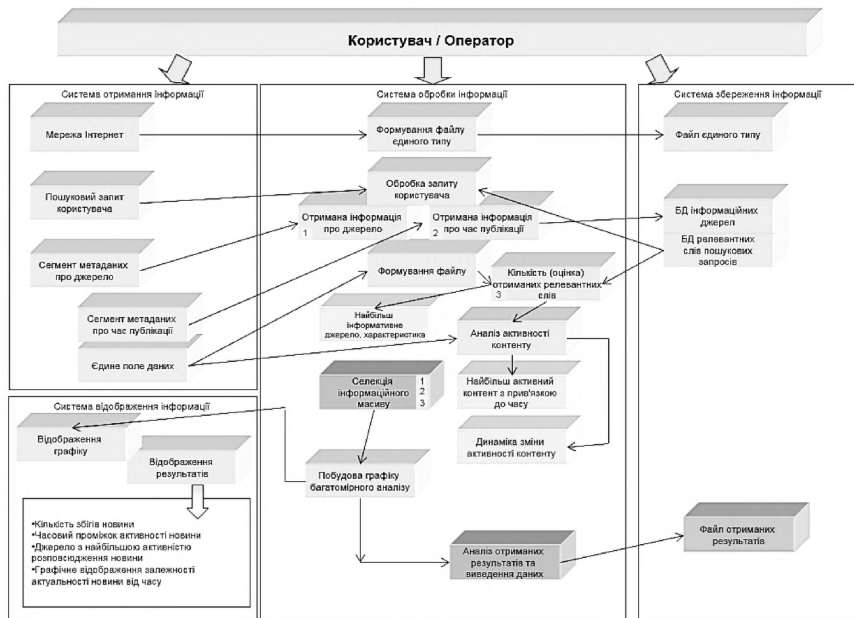 Користувач / Оператор
Система отримання інформації
Мережа Інтернет
Пошуковий запит
користувача
Сегмент метаданих
про джерело
Сегмент метаданих
про час публікації
Єдине поле даних
Система обробки інформації
Формування файлу
єдиного типу
Обробка запиту
користувача
Отримана інформація
1 про джерело
Отримана інформація
2 про час публікації
Формування файлу
Кількість (оцінка)
отриманих релевантних
3 слів
Найбільш
інформативне
джерело, характеристика
Аналіз активності
контенту
Селекція
інформаційного
масиву
1
2
3
Найбільш активний
контент з прив'язкою
до часу
Динаміка зміни
активності контенту
Побудова графіку
багатомірного аналізу
Аналіз отриманих
результатів та
виведення даних
Система збереження інформації
Файл єдиного типу
БД інформаційних
джерел
БД релевантних
слів пошукових
запросів
Файл отриманих
результатів
Система відображення інформації
Відображення
графіку
Відображення
результатів
•Кількість збігів новини
•Часовий проміжок активності новини
•Джерело з найбільшою активністю
розповсюдження новини
•Графічне відображення залежності
актуальності новини від часу